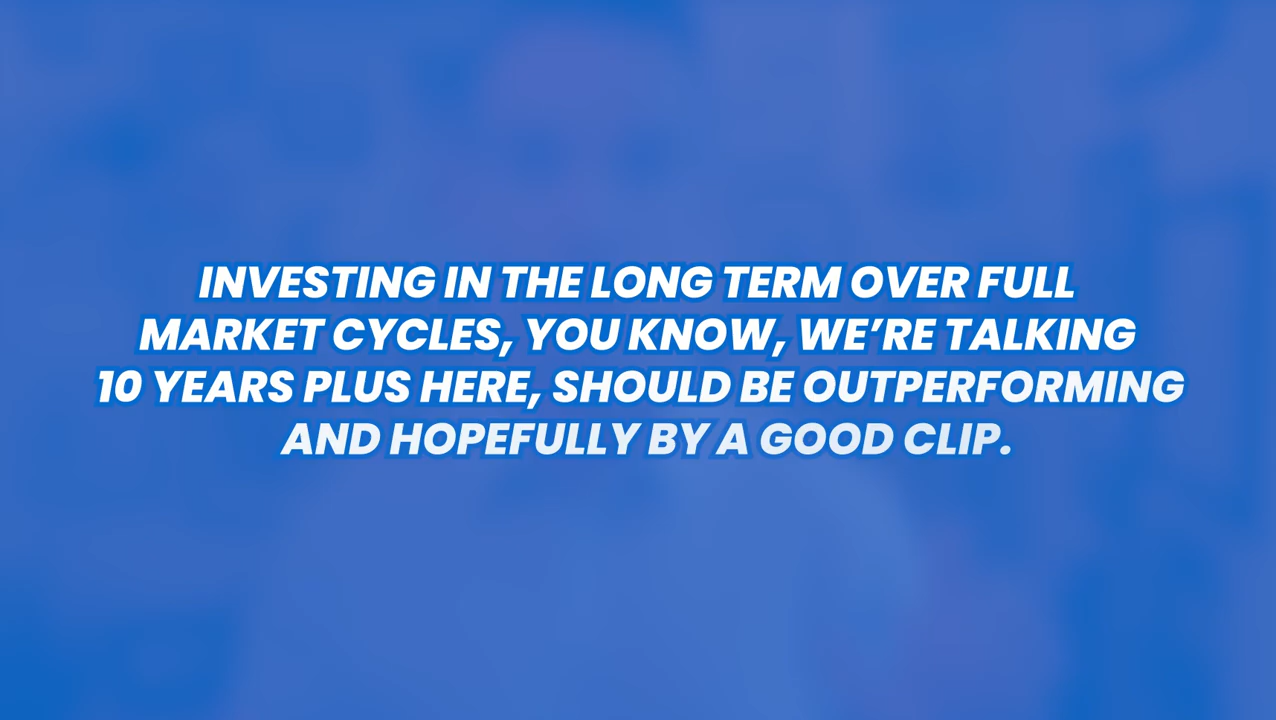 INVESTING IN THE LONG TERM OVER FULL
MARKET CYCLES, YOU KNOW, WE’RE TALKING
10 YEARS PLUS HERE, SHOULD BE OUTPERFORMING
AND HOPEFULLY BY A GOOD CLIP.